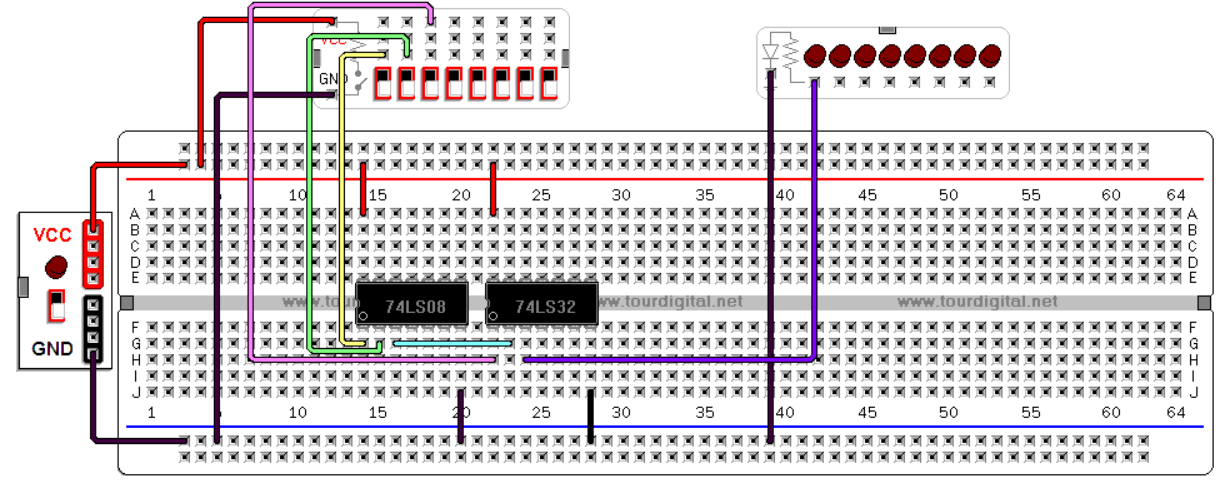 VCC
GND
1 10 15 20 25 30 35 40 45 50 55 60 64
A A
B B
C C
D D
E E
VCC
GND
www.tourdigital.net www.tourdigital.net
74LS08 74LS32
F F
G G
H H
I I
J J
1 10 15 20 25 30 35 40 45 50 55 60 64